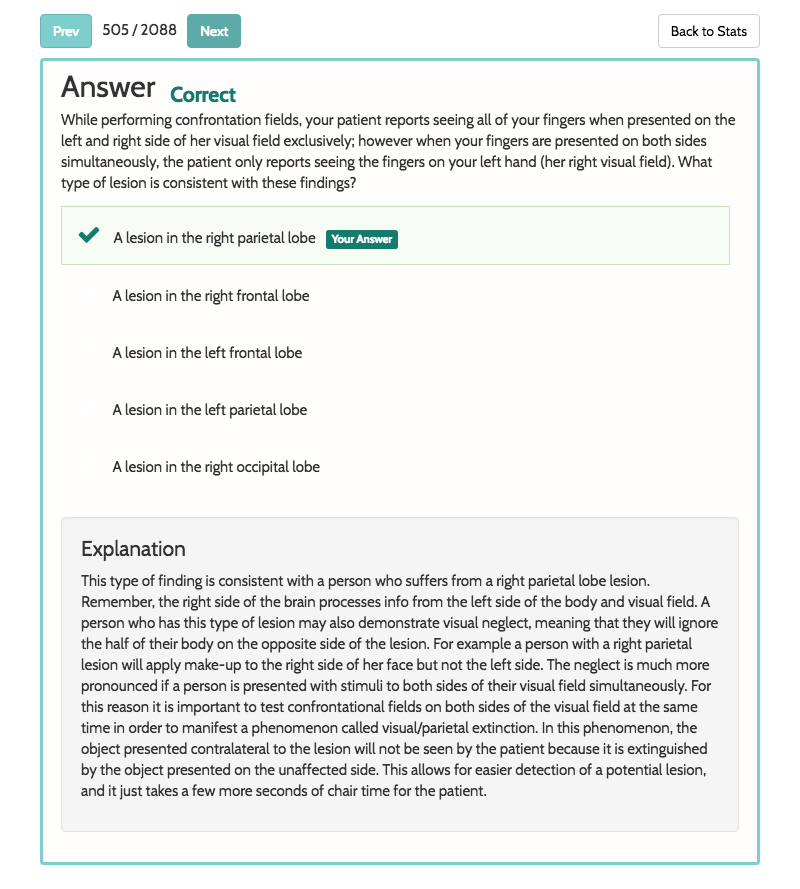 Prev 505 / 2088 Next Back to Stats
Answer Correct
While performing confrontation fields, your patient reports seeing all of your fingers when presented on the
left and right side of her visual field exclusively; however when your fingers are presented on both sides
simultaneously, the patient only reports seeing the fingers on your left hand (her right visual field). What
type of lesion is consistent with these findings?
A lesion in the right parietal lobe Your Answer
A lesion in the right frontal lobe
A lesion in the left frontal lobe
A lesion in the left parietal lobe
A lesion in the right occipital lobe
Explanation
This type of finding is consistent with a person who suffers from a right parietal lobe lesion.
Remember, the right side of the brain processes info from the left side of the body and visual field. A
person who has this type of lesion may also demonstrate visual neglect, meaning that they will ignore
the half of their body on the opposite side of the lesion. For example a person with a right parietal
lesion will apply make-up to the right side of her face but not the left side. The neglect is much more
pronounced if a person is presented with stimuli to both sides of their visual field simultaneously. For
this reason it is important to test confrontational fields on both sides of the visual field at the same
time in order to manifest a phenomenon called visual/parietal extinction. In this phenomenon, the
object presented contralateral to the lesion will not be seen by the patient because it is extinguished
by the object presented on the unaffected side. This allows for easier detection of a potential lesion,
and it just takes a few more seconds of chair time for the patient.